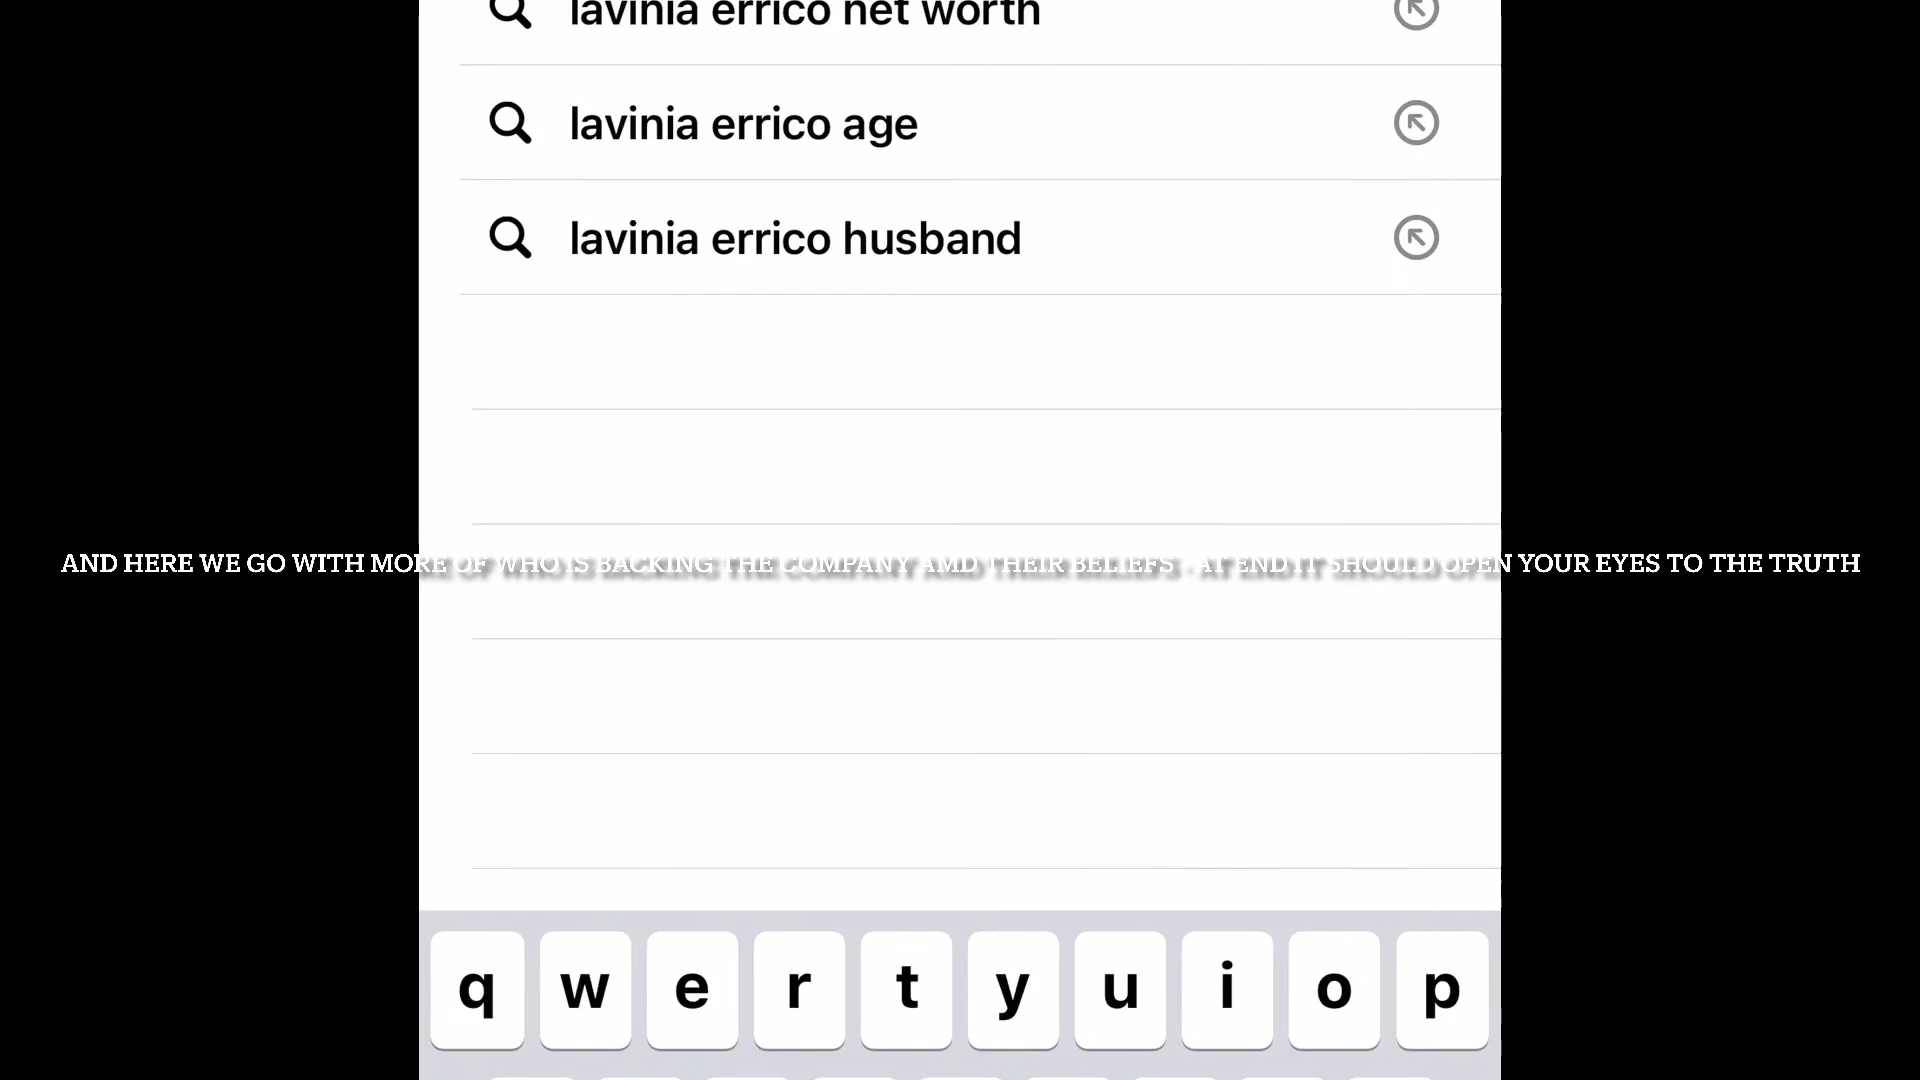 lavinia errico net worth
lavinia errico age
lavinia errico husband
AND HERE WE GO WITH MORE OF WHO IS BACKING THE COMPANY AMD THEIR BELIEFS - AT END IT SHOULD OPEN YOUR EYES TO THE TRUTH
q w e r t y u i o p